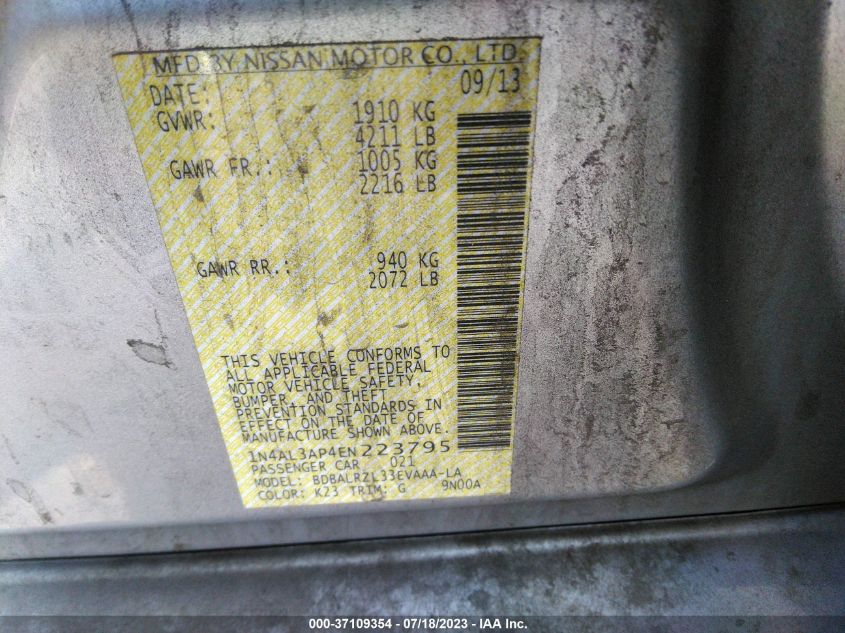 MFD. BY NISSAN MOTOR CO., LTD.
DATE: 09/13
GVWR: 1910 KG
4211 LB
GAWR FR.: 1005 KG
2216 LB
GAWR RR.: 940 KG
2072 LB
THIS VEHICLE CONFORMS TO
ALL APPLICABLE FEDERAL
MOTOR VEHICLE SAFETY,
BUMPER, AND THEFT
PREVENTION STANDARDS IN
EFFECT ON THE DATE OF
MANUFACTURE SHOWN ABOVE.
1N4AL3AP4EN223795
PASSENGER CAR 021
MODEL: BDBALRZL33EVAAA-LA
COLOR: K23 TRIM: G 9N00A
000-37109354 - 07/18/2023 - IAA Inc.